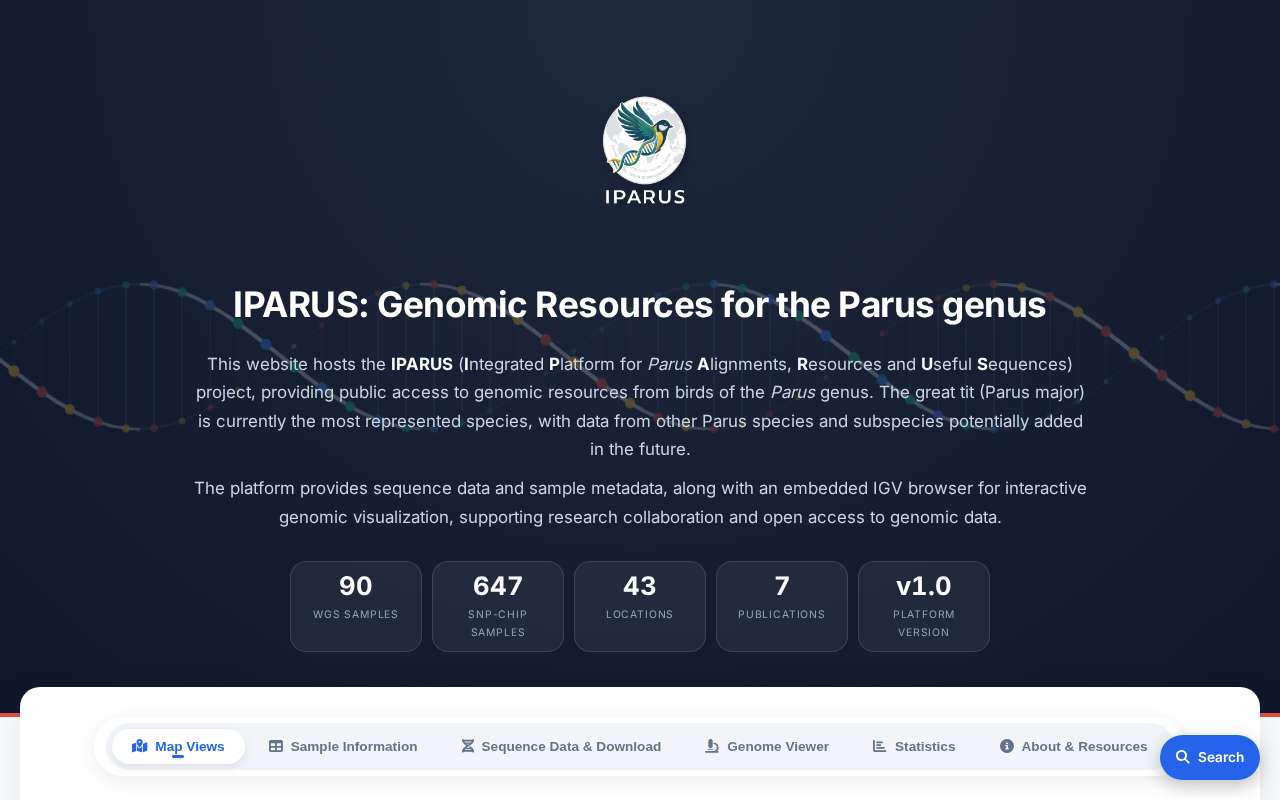 IPARUS
IPARUS: Genomic Resources for the Parus genus
This website hosts the IPARUS (Integrated Platform for Parus Alignments, Resources and Useful Sequences)
project, providing public access to genomic resources from birds of the Parus genus. The great tit (Parus major)
is currently the most represented species, with data from other Parus species and subspecies potentially added
in the future.
The platform provides sequence data and sample metadata, along with an embedded IGV browser for interactive
genomic visualization, supporting research collaboration and open access to genomic data.
90
WGS SAMPLES
647
SNP-CHIP
SAMPLES
43
LOCATIONS
7
PUBLICATIONS
v1.0
PLATFORM
VERSION
Map Views
Sample Information
Sequence Data & Download
Genome Viewer
Statistics
About & Resources
Search